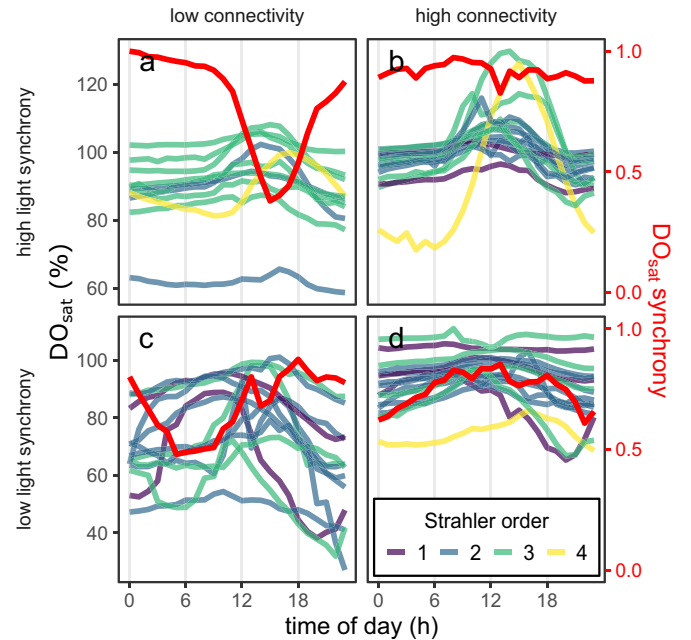 low connectivity
high connectivity
high light synchrony
low light synchrony
DOsat (%)
a
120
100
80
60
b
1.0
0.5
0.0
DOsat synchrony
c
100
80
60
40
0
6
12
18
d
1.0
0.5
0.0
Strahler order
1 2 3 4
0
6
12
18
time of day (h)